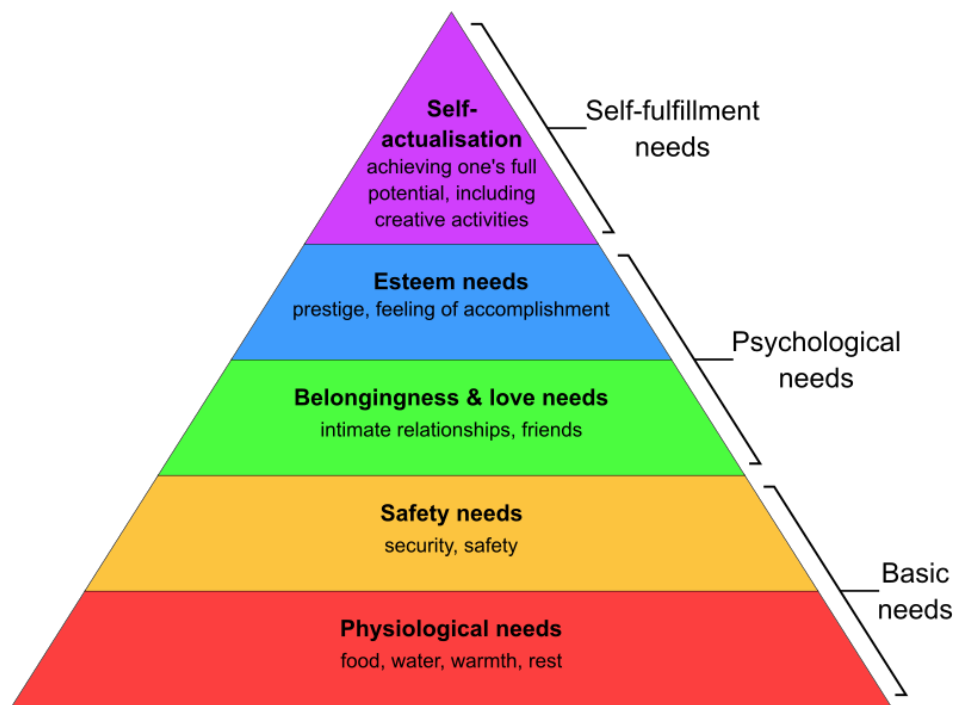 Self-
actualisation
achieving one's full
potential, including
creative activities
Self-fulfillment
needs
Esteem needs
prestige, feeling of accomplishment
Psychological
needs
Belongingness & love needs
intimate relationships, friends
Safety needs
security, safety
Basic
needs
Physiological needs
food, water, warmth, rest